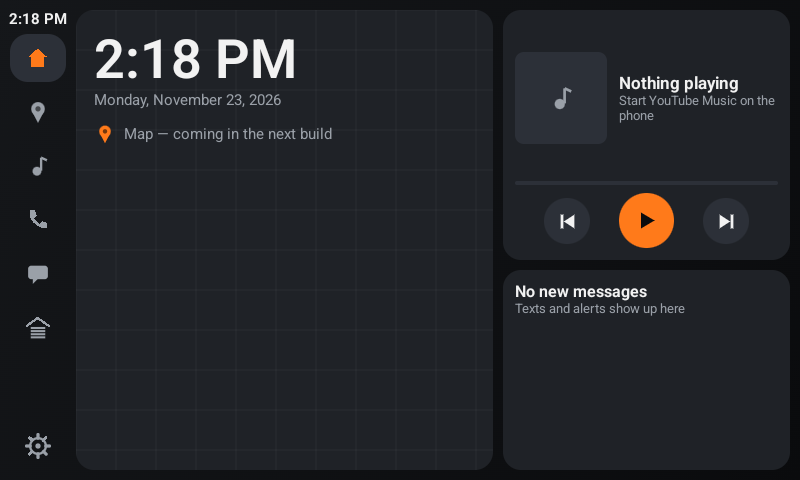 2:18 PM
2:18 PM
Monday, November 23, 2026
Map — coming in the next build
Nothing playing
Start YouTube Music on the
phone
No new messages
Texts and alerts show up here